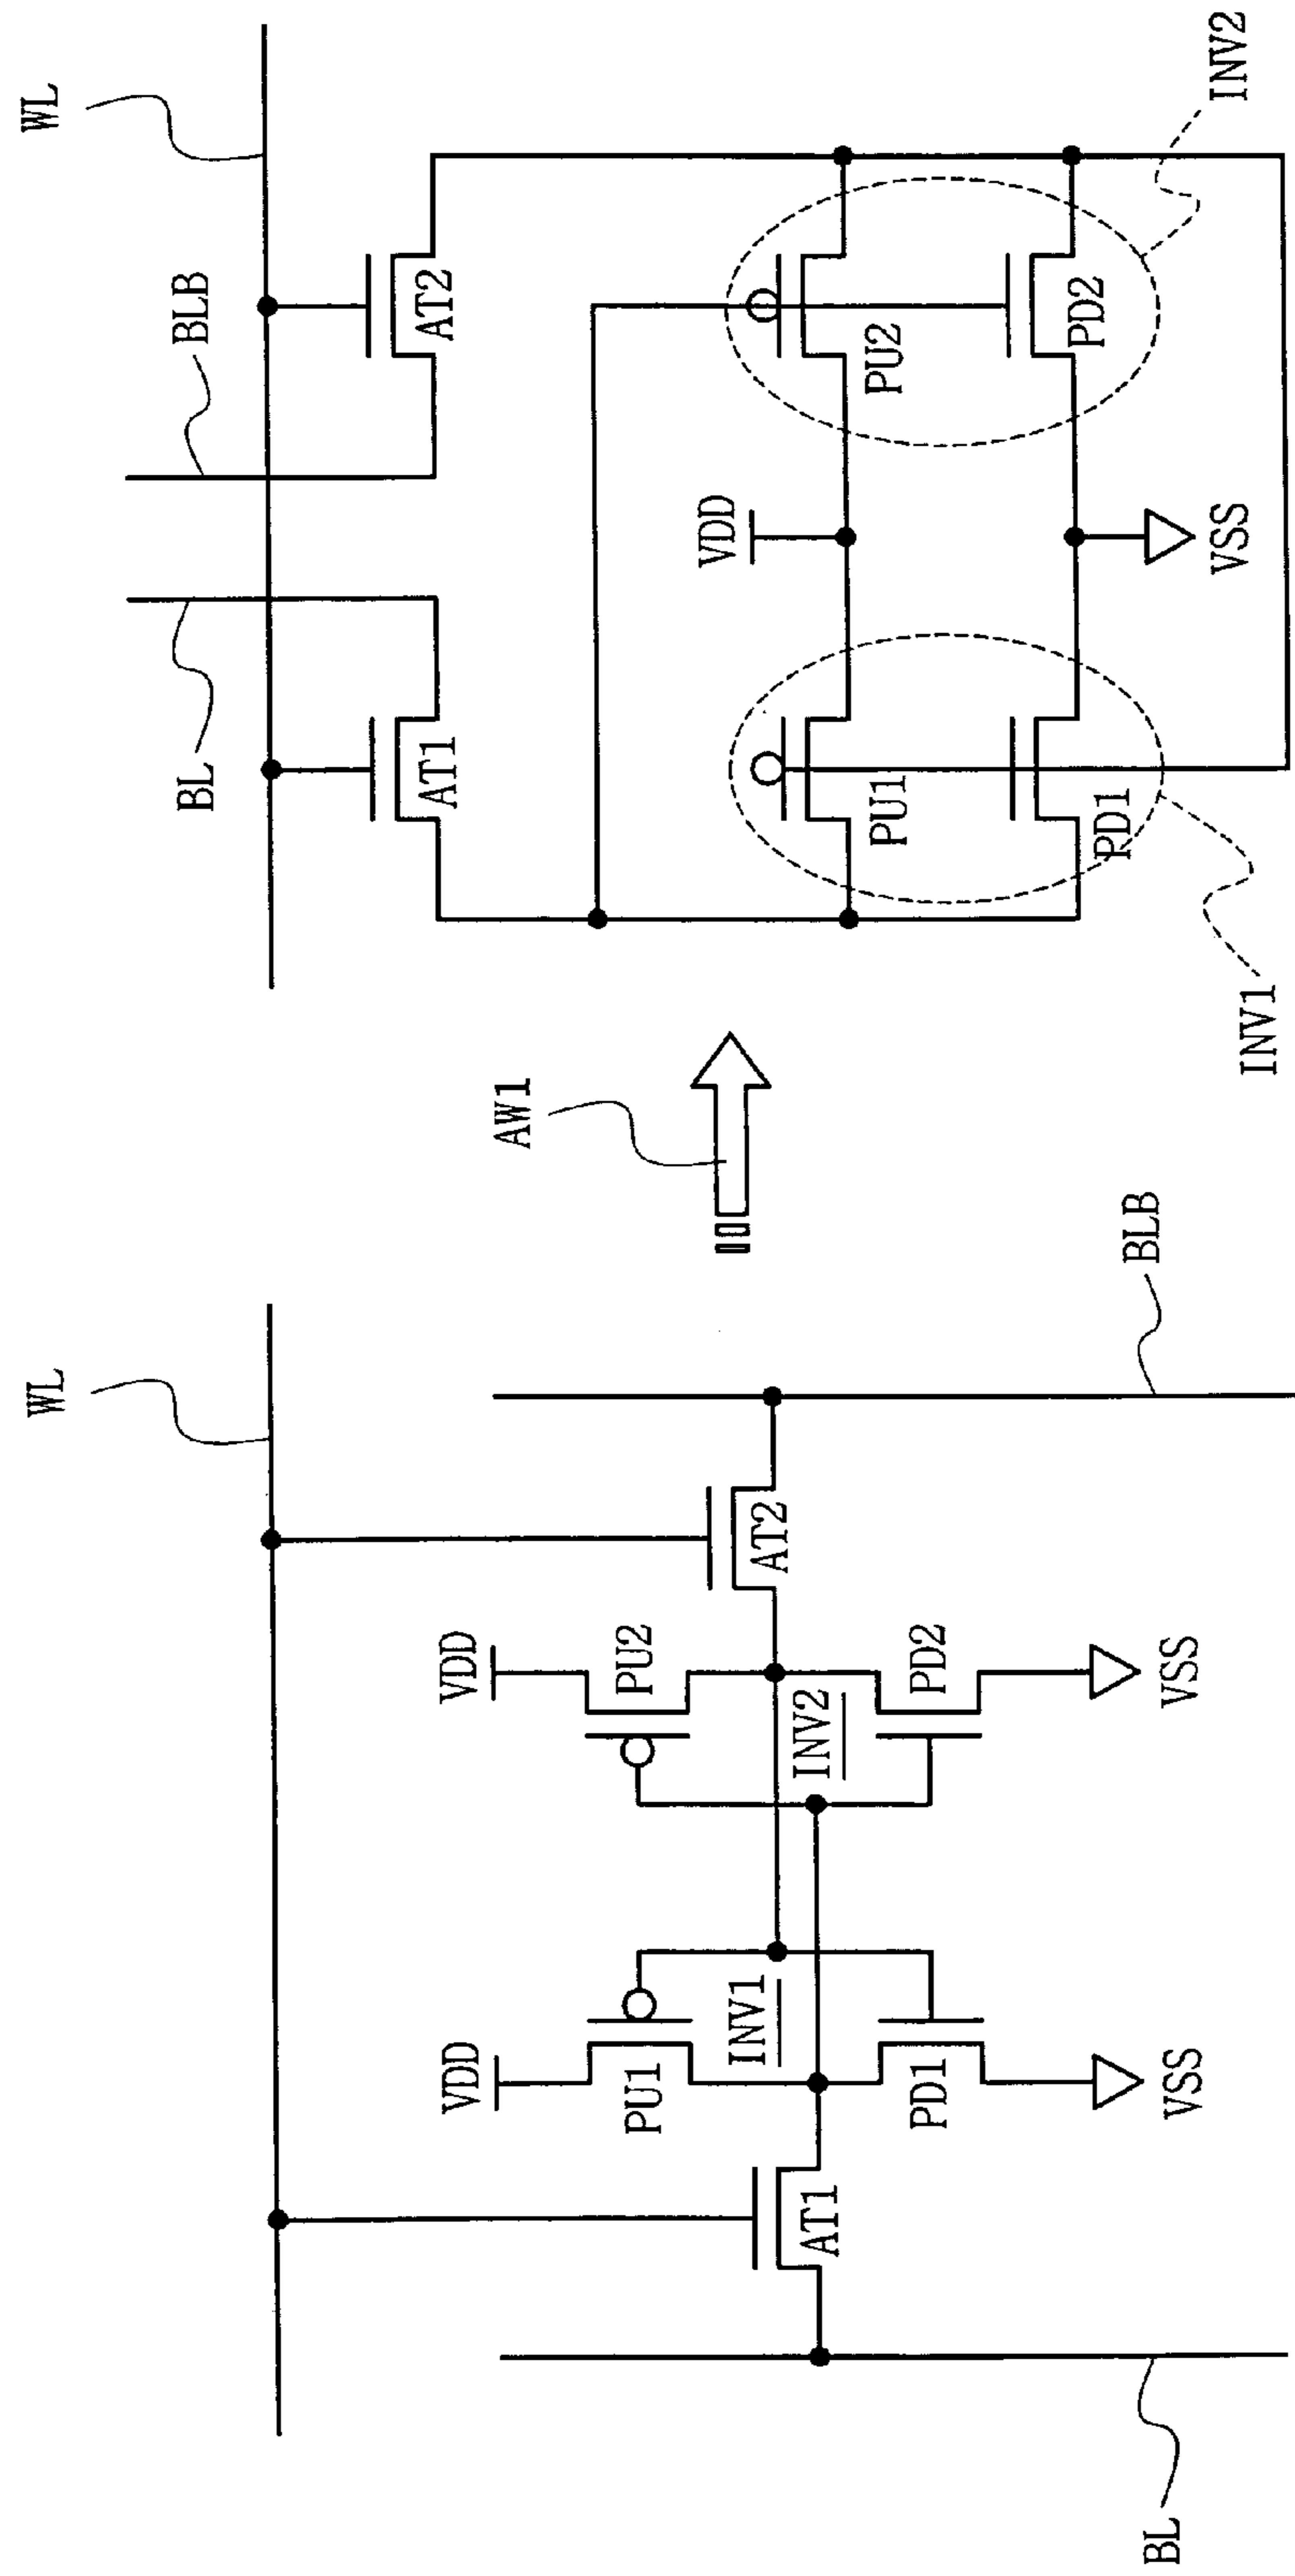 WL
VDD
VDD
PU1
PU2
AT1
INV1
INV2
AT2
PD1
PD2
VSS
VSS
BL
BLB
AW1
WL
BL
BLB
AT1
AT2
VDD
PU1
PU2
PD1
PD2
VSS
INV1
INV2